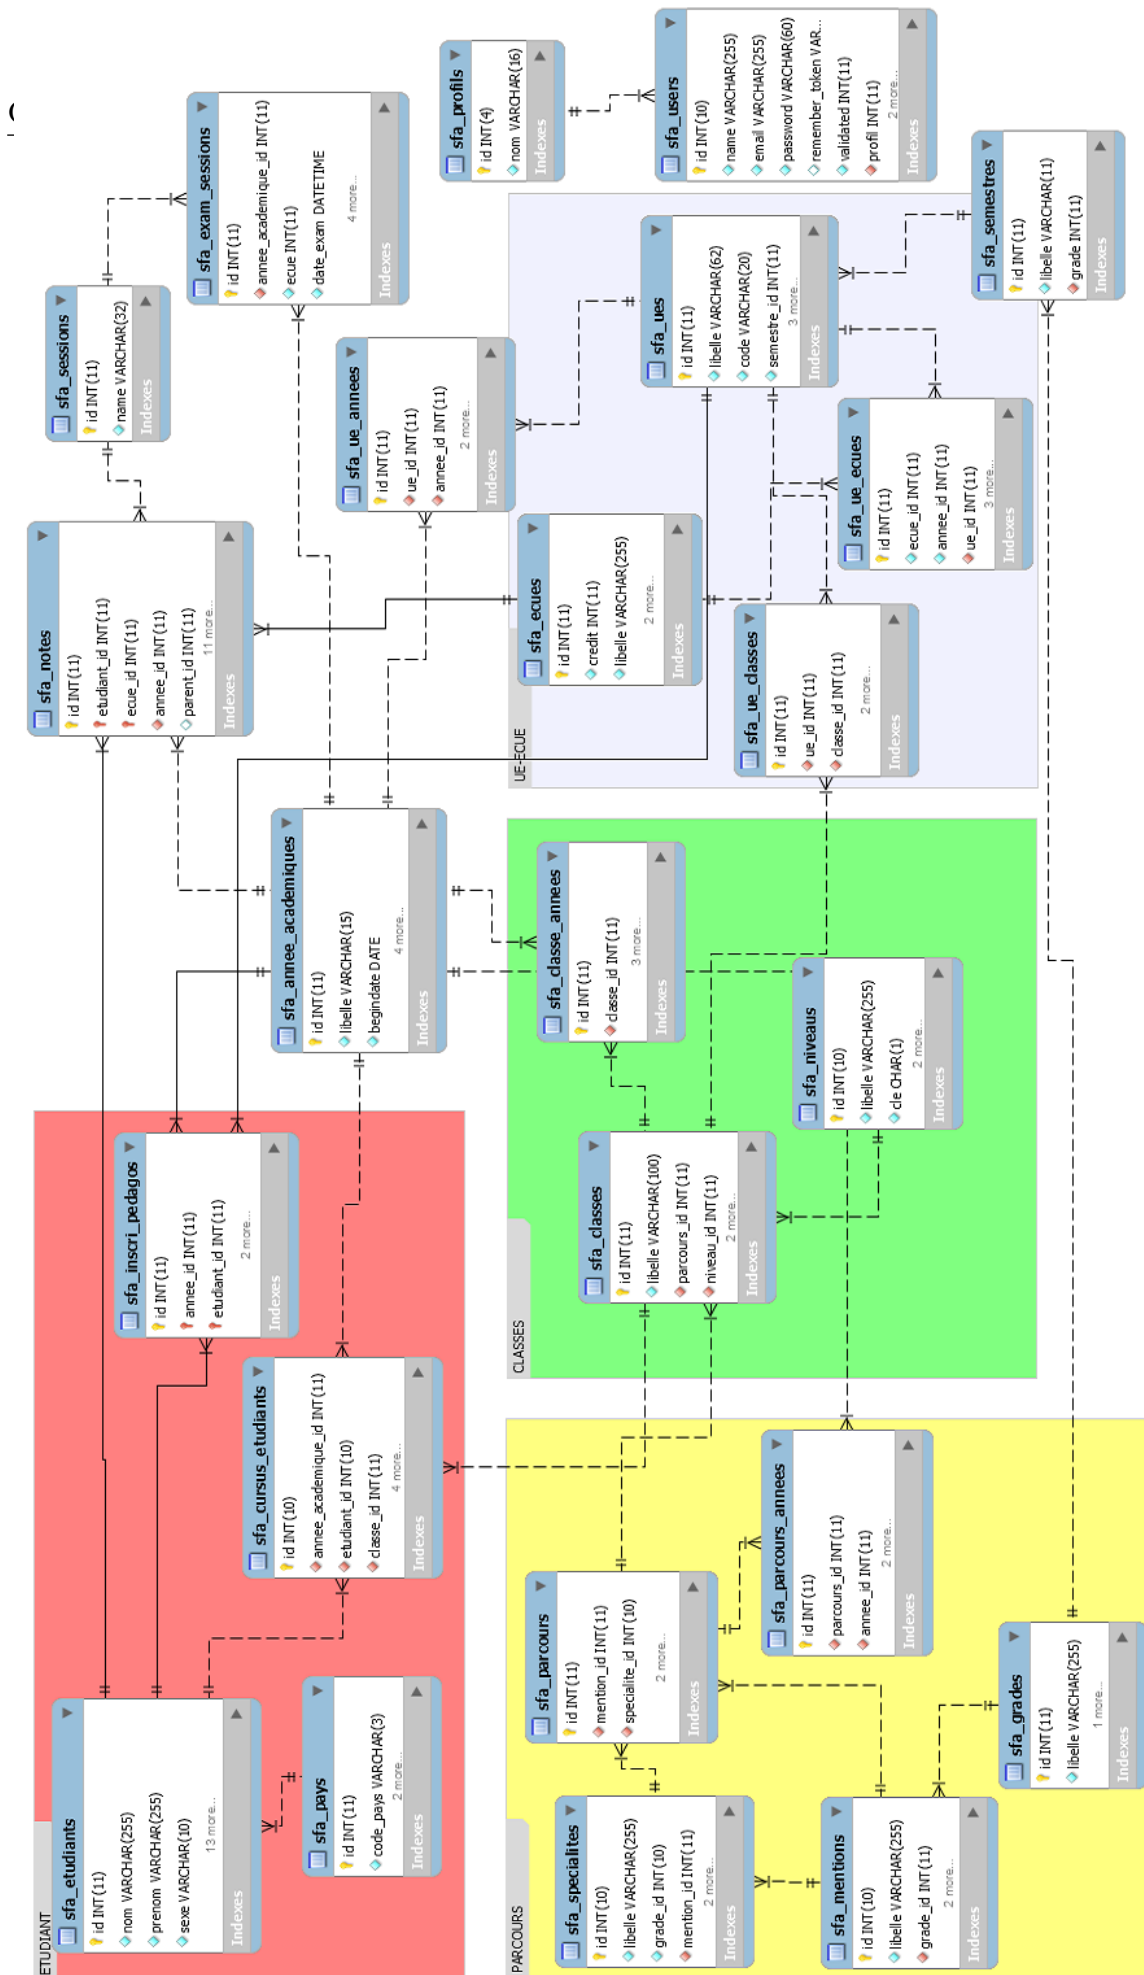 ETUDIANT
sfa_etudiants
id INT(11)
nom VARCHAR(255)
prenom VARCHAR(255)
sexe VARCHAR(10)
13 more...
Indexes
sfa_pays
id INT(11)
code_pays VARCHAR(3)
2 more...
Indexes
sfa_cursus_etudiants
id INT(10)
annee_academique_id INT(11)
etudiant_id INT(10)
classe_id INT(11)
4 more...
Indexes
sfa_inscri_pedagos
id INT(11)
annee_id INT(11)
etudiant_id INT(11)
2 more...
Indexes
sfa_annee_academiques
id INT(11)
libelle VARCHAR(15)
begindate DATE
4 more...
Indexes
sfa_notes
id INT(11)
etudiant_id INT(11)
ecue_id INT(11)
annee_id INT(11)
parent_id INT(11)
11 more...
Indexes
sfa_sessions
id INT(11)
name VARCHAR(32)
Indexes
sfa_exam_sessions
id INT(11)
annee_academique_id INT(11)
ecue INT(11)
date_exam DATETIME
4 more...
Indexes
sfa_ue_annees
id INT(11)
ue_id INT(11)
annee_id INT(11)
2 more...
Indexes
sfa_profils
id INT(4)
nom VARCHAR(16)
Indexes
sfa_users
id INT(10)
name VARCHAR(255)
email VARCHAR(255)
password VARCHAR(60)
remember_token VAR...
validated INT(11)
profil INT(11)
2 more...
Indexes
PARCOURS
sfa_specialites
id INT(10)
libelle VARCHAR(255)
grade_id INT(10)
mention_id INT(11)
2 more...
Indexes
sfa_parcours
id INT(11)
mention_id INT(11)
specialite_id INT(10)
2 more...
Indexes
sfa_mentions
id INT(10)
libelle VARCHAR(255)
grade_id INT(11)
2 more...
Indexes
sfa_parcours_annees
id INT(11)
parcours_id INT(11)
annee_id INT(11)
2 more...
Indexes
sfa_grades
id INT(11)
libelle VARCHAR(255)
1 more...
Indexes
CLASSES
sfa_classes
id INT(11)
libelle VARCHAR(100)
parcours_id INT(11)
niveau_id INT(11)
2 more...
Indexes
sfa_classe_annees
id INT(11)
classe_id INT(11)
3 more...
Indexes
sfa_niveaus
id INT(10)
libelle VARCHAR(255)
cle CHAR(1)
2 more...
Indexes
UE-ECUE
sfa_ecues
id INT(11)
credit INT(11)
libelle VARCHAR(255)
2 more...
Indexes
sfa_ues
id INT(11)
libelle VARCHAR(62)
code VARCHAR(20)
semestre_id INT(11)
3 more...
Indexes
sfa_ue_classes
id INT(11)
ue_id INT(11)
classe_id INT(11)
2 more...
Indexes
sfa_ue_ecues
id INT(11)
ecue_id INT(11)
annee_id INT(11)
ue_id INT(11)
3 more...
Indexes
sfa_semestres
id INT(11)
libelle VARCHAR(11)
grade INT(11)
Indexes